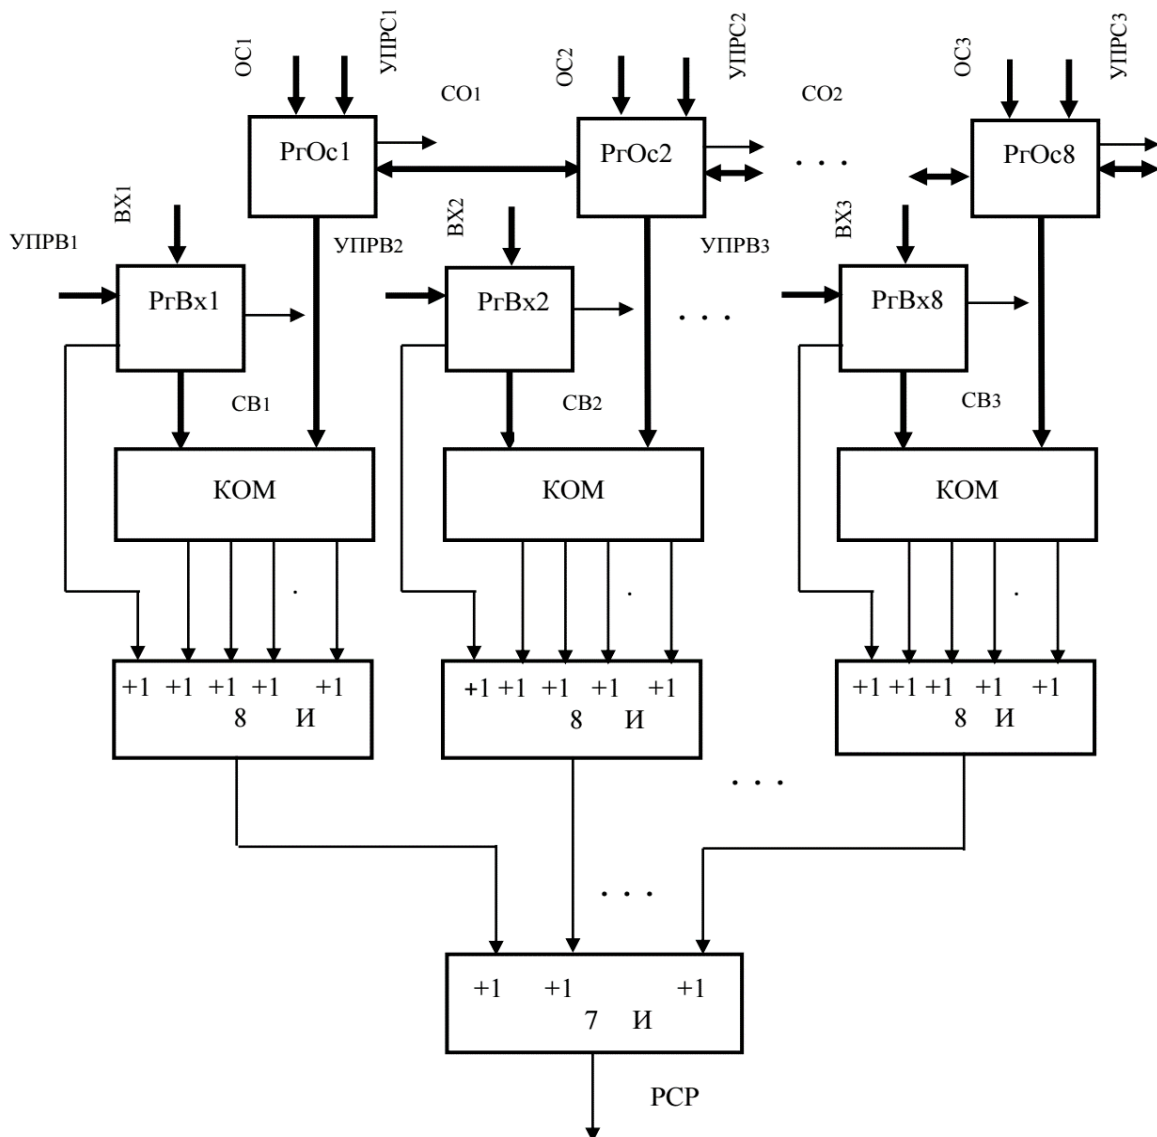 ОС1 УПРС1 ОС2 УПРС2 ОС3 УПРС3
СО1 СО2
РгОс1 РгОс2 . . . РгОс8
ВХ1 ВХ2 ВХ3
УПРВ1 УПРВ2 УПРВ3
РгВх1 РгВх2 . . . РгВх8
СВ1 СВ2 СВ3
КОМ КОМ КОМ
. . .
+1 +1 +1 +1 +1 +1 +1 +1 +1 +1 +1 +1 +1 +1 +1
8 И 8 И 8 И
. . .
. . .
+1 +1 +1
7 И
РСР